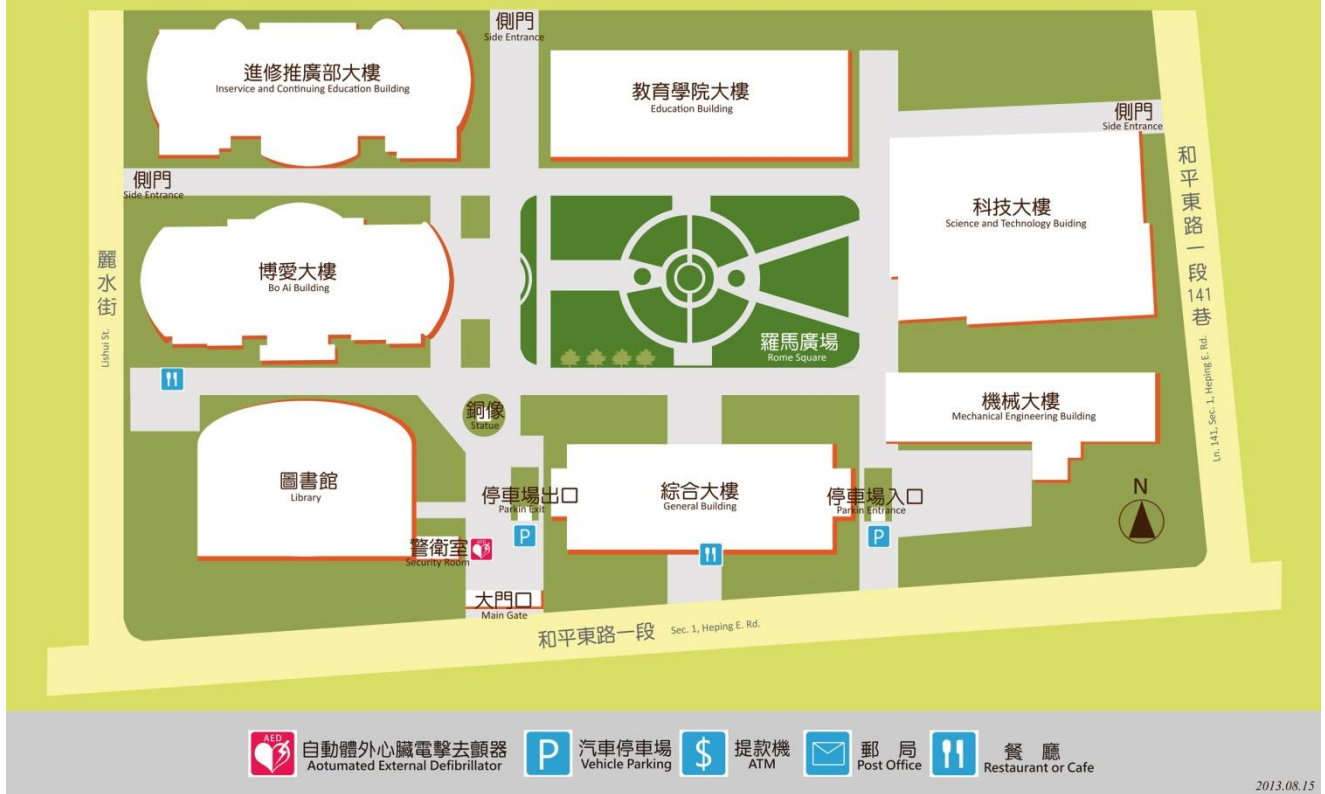 側門
Side Entrance
進修推廣部大樓
Inservice and Continuing Education Building
教育學院大樓
Education Building
側門
Side Entrance
側門
Side Entrance
科技大樓
Science and Technology Buiding
和平東路一段141巷
Ln. 141, Sec. 1, Heping E. Rd.
麗水街
Lishui St.
博愛大樓
Bo Ai Building
羅馬廣場
Rome Square
銅像
Statue
機械大樓
Mechanical Engineering Building
圖書館
Library
停車場出口
Parkin Exit
P
綜合大樓
General Building
停車場入口
Parkin Entrance
P
N
警衛室
Security Room
AED
大門口
Main Gate
和平東路一段 Sec. 1, Heping E. Rd.
AED
自動體外心臟電擊去顫器
Aotumated External Defibrillator
P
汽車停車場
Vehicle Parking
$
提款機
ATM
郵 局
Post Office
餐 廳
Restaurant or Cafe
2013.08.15